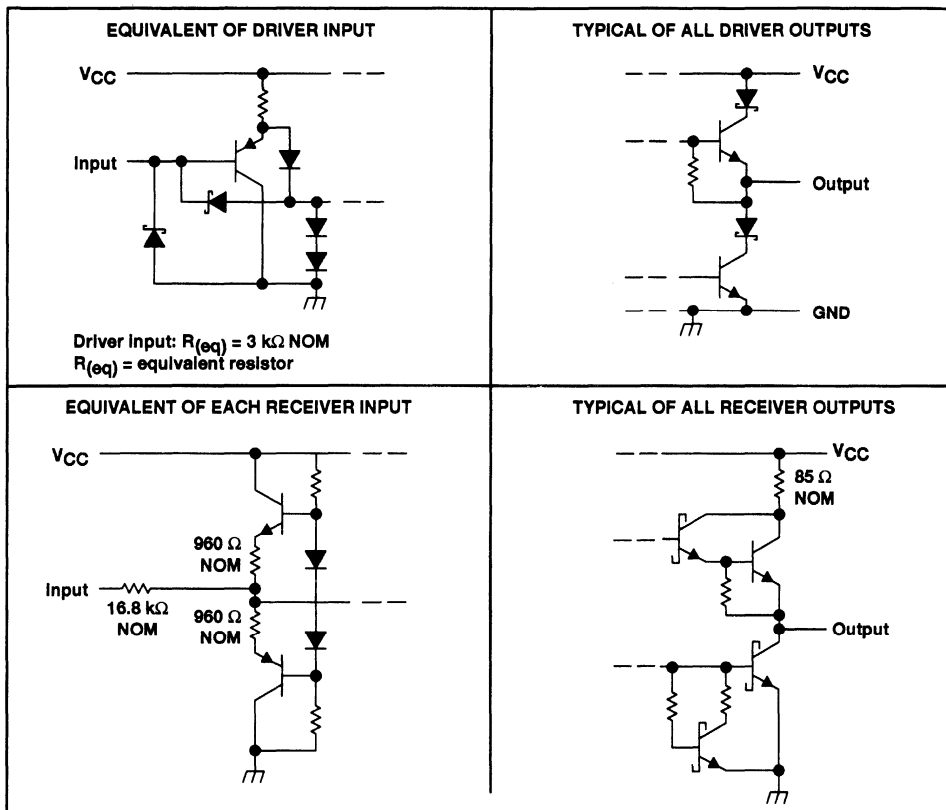 EQUIVALENT OF DRIVER INPUT
VCC
Input
Driver input: R(eq) = 3 kΩ NOM
R(eq) = equivalent resistor
TYPICAL OF ALL DRIVER OUTPUTS
VCC
Output
GND
EQUIVALENT OF EACH RECEIVER INPUT
VCC
960 Ω
NOM
Input
16.8 kΩ
NOM
960 Ω
NOM
TYPICAL OF ALL RECEIVER OUTPUTS
VCC
85 Ω
NOM
Output